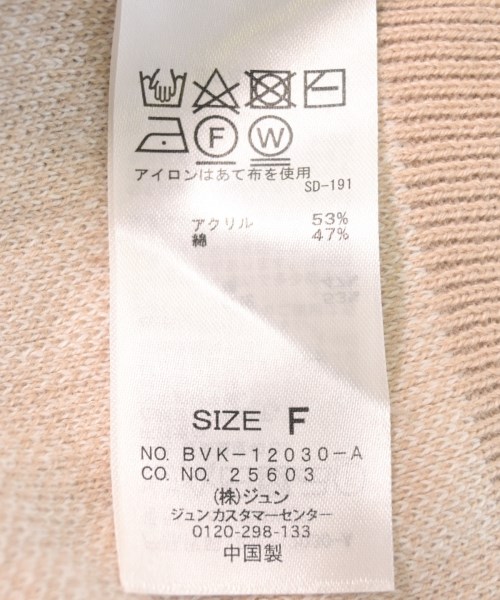 F W
アイロンはあて布を使用
SD-191
アクリル 53%
綿 47%
SIZE F
NO. BVK-12030-A
CO. NO. 25603
(株)ジュン
ジュン カスタマーセンター
0120-298-133
中国製